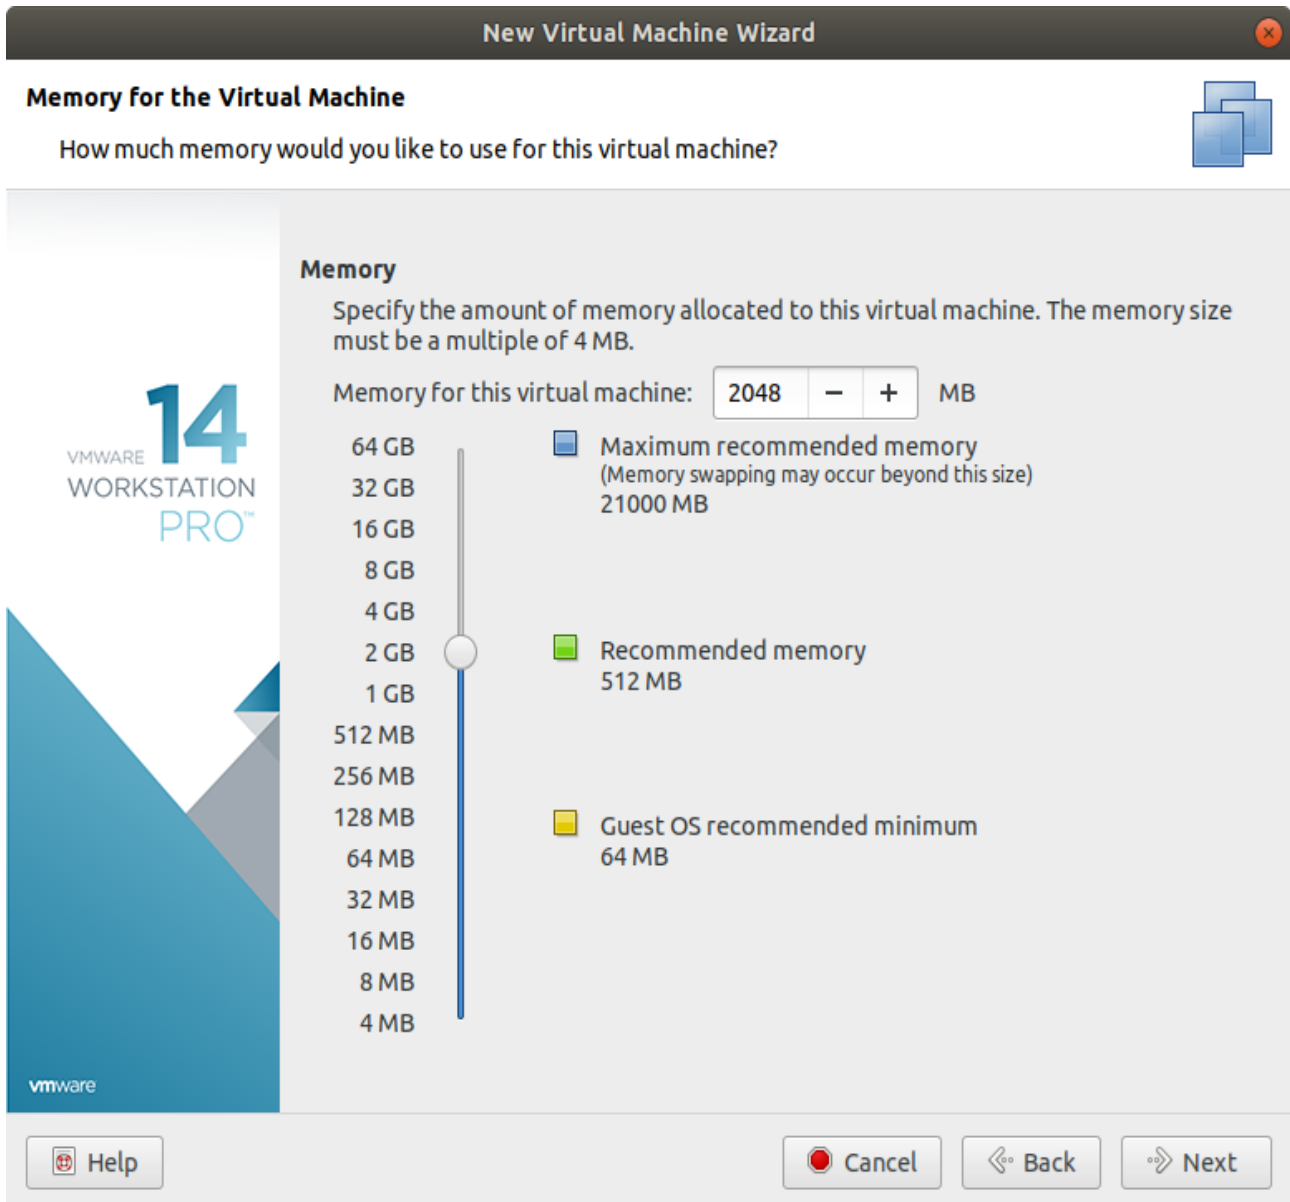 New Virtual Machine Wizard
Memory for the Virtual Machine
How much memory would you like to use for this virtual machine?
Memory
Specify the amount of memory allocated to this virtual machine. The memory size
must be a multiple of 4 MB.
Memory for this virtual machine: 2048 − + MB
64 GB
32 GB
16 GB
8 GB
4 GB
2 GB
1 GB
512 MB
256 MB
128 MB
64 MB
32 MB
16 MB
8 MB
4 MB
Maximum recommended memory
(Memory swapping may occur beyond this size)
21000 MB
Recommended memory
512 MB
Guest OS recommended minimum
64 MB
VMWARE 14
WORKSTATION
PRO™
vmware
Help
Cancel
Back
Next